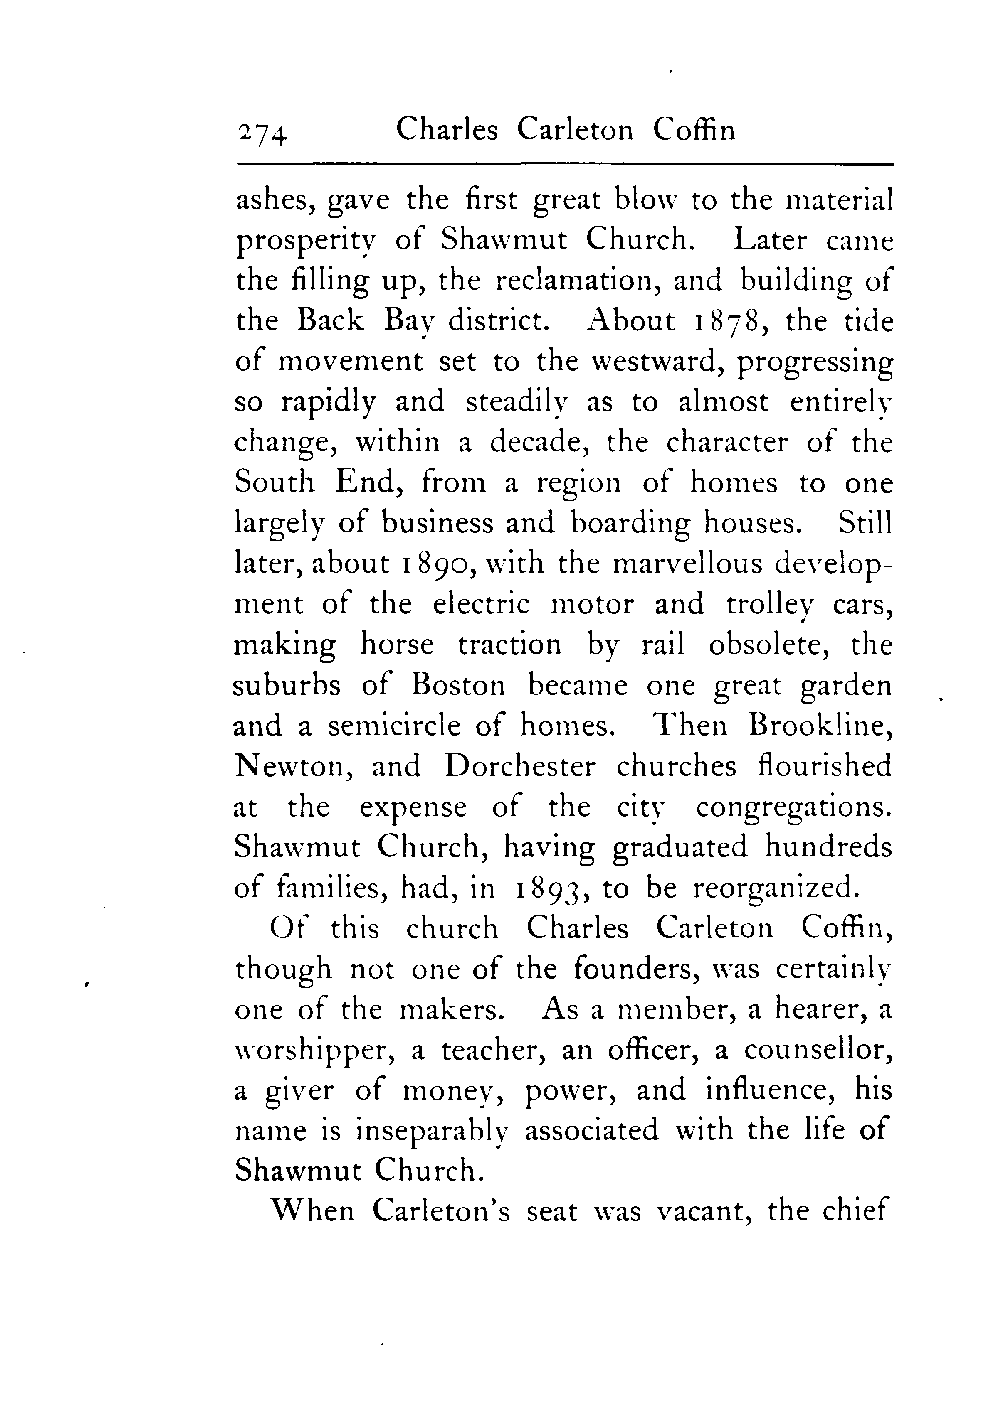 274 Charles Carleton Coffin
ashes, gave the first great blow to the material
prosperity of Shawmut Church. Later came
the filling up, the reclamation, and building of
the Back Bay district. About 1878, the tide
of movement set to the westward, progressing
so rapidly and steadily as to almost entirely
change, within a decade, the character of the
South End, from a region of homes to one
largely of business and boarding houses. Still
later, about 1890, with the marvellous develop-
ment of the electric motor and trolley cars,
making horse traction by rail obsolete, the
suburbs of Boston became one great garden
and a semicircle of homes. Then Brookline,
Newton, and Dorchester churches flourished
at the expense of the city congregations.
Shawmut Church, having graduated hundreds
of families, had, in 1893, to be reorganized.
Of this church Charles Carleton Coffin,
though not one of the founders, was certainly
one of the makers. As a member, a hearer, a
worshipper, a teacher, an officer, a counsellor,
a giver of money, power, and influence, his
name is inseparably associated with the life of
Shawmut Church.
When Carleton's seat was vacant, the chief